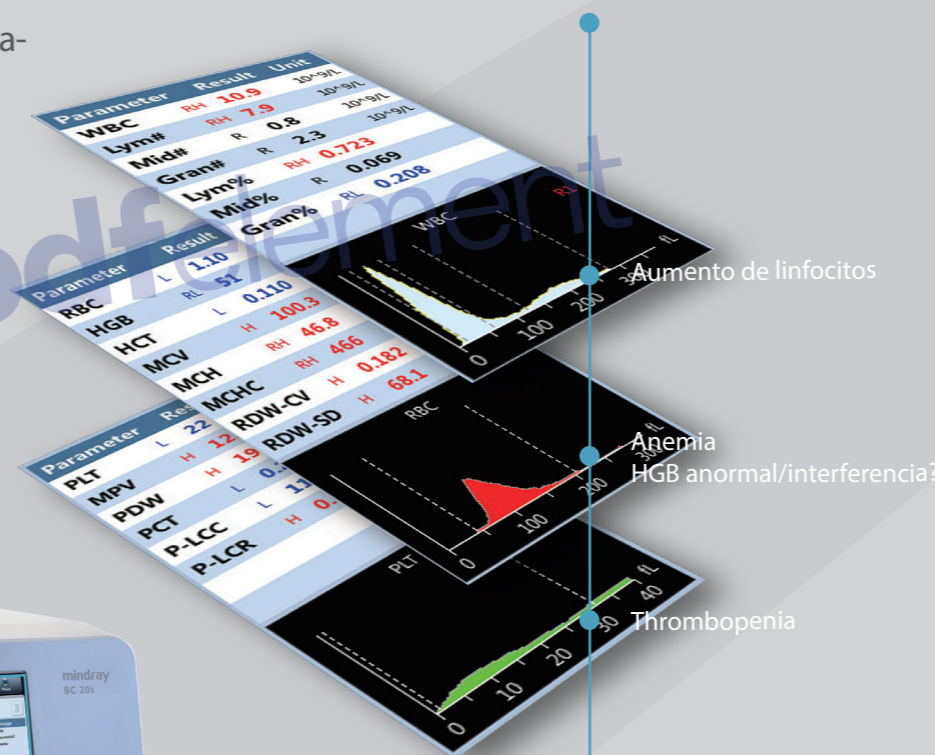 a-
Parameter Result Unit
WBC RH 10.9 10^9/L
Lym# RH 7.9 10^9/L
Mid# R 0.8 10^9/L
Gran# R 2.3 10^9/L
Lym% RH 0.723
Mid% R 0.069
Gran% RL 0.208
WBC R1
0 100 200 300 fL
Aumento de linfocitos
pdfelement
Parameter Result
RBC L 1.10
HGB RL 51
HCT L 0.110
MCV H 100.3
MCH RH 46.8
MCHC RH 466
RDW-CV H 0.182
RDW-SD H 68.1
RBC
0 100 200 300 fL
Anemia
HGB anormal/interferencia?
Parameter
PLT L 22
MPV H
PDW H
PCT L
P-LCC L
P-LCR H
PLT
0 10 20 30 40 fL
Thrombopenia
mindray
BC 20s